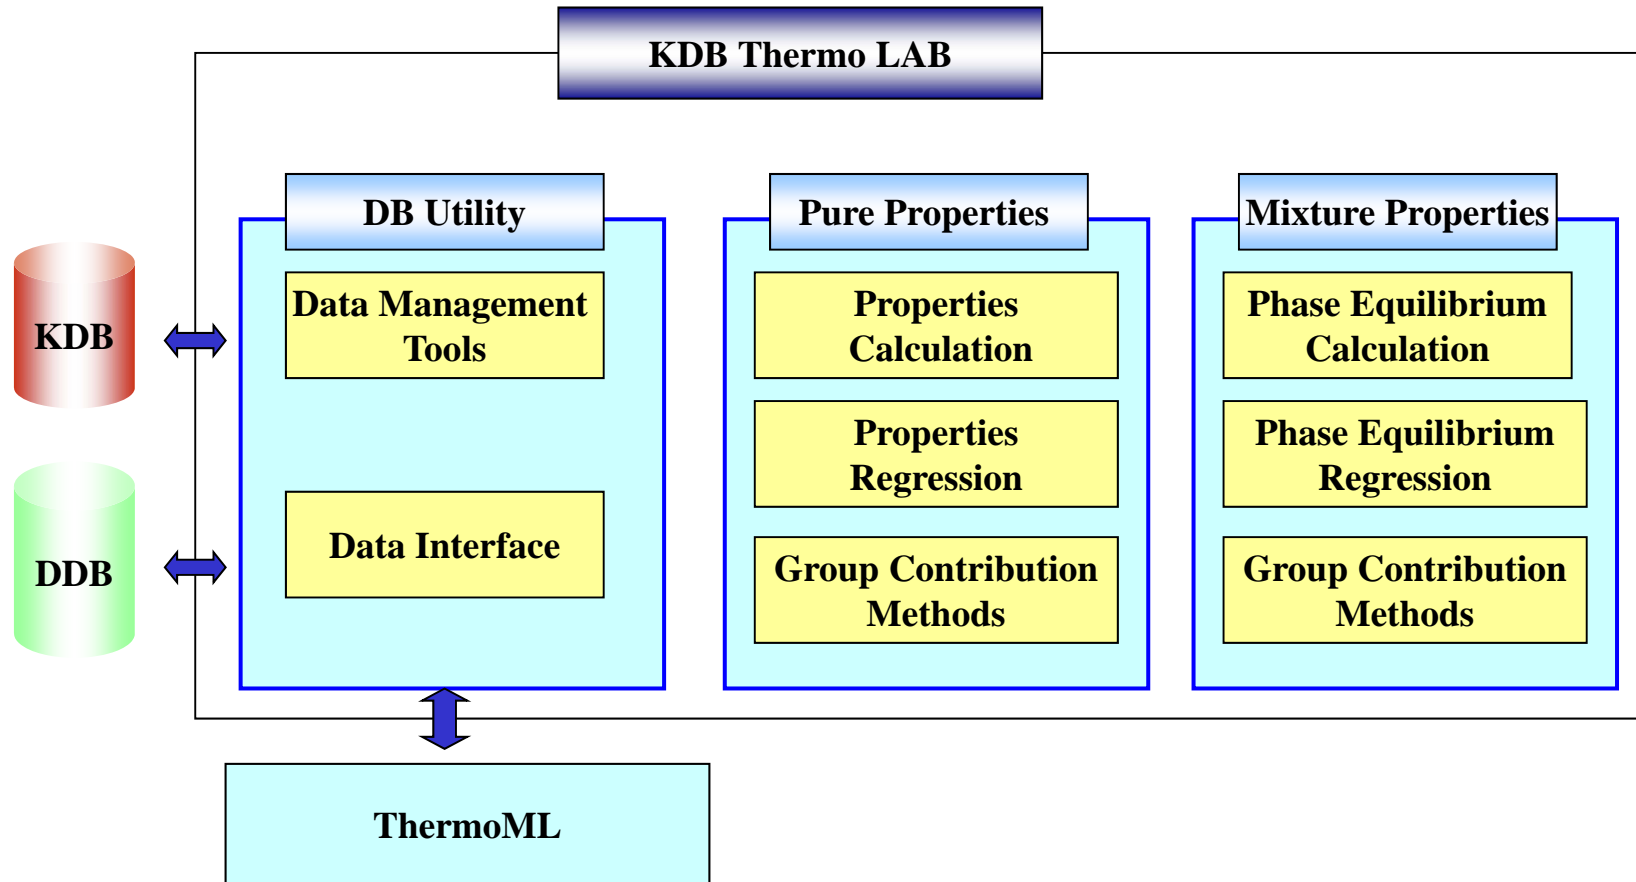 KDB Thermo LAB
DB Utility
Pure Properties
Mixture Properties
KDB
DDB
Data Management
Tools
Data Interface
Properties
Calculation
Properties
Regression
Group Contribution
Methods
Phase Equilibrium
Calculation
Phase Equilibrium
Regression
Group Contribution
Methods
ThermoML